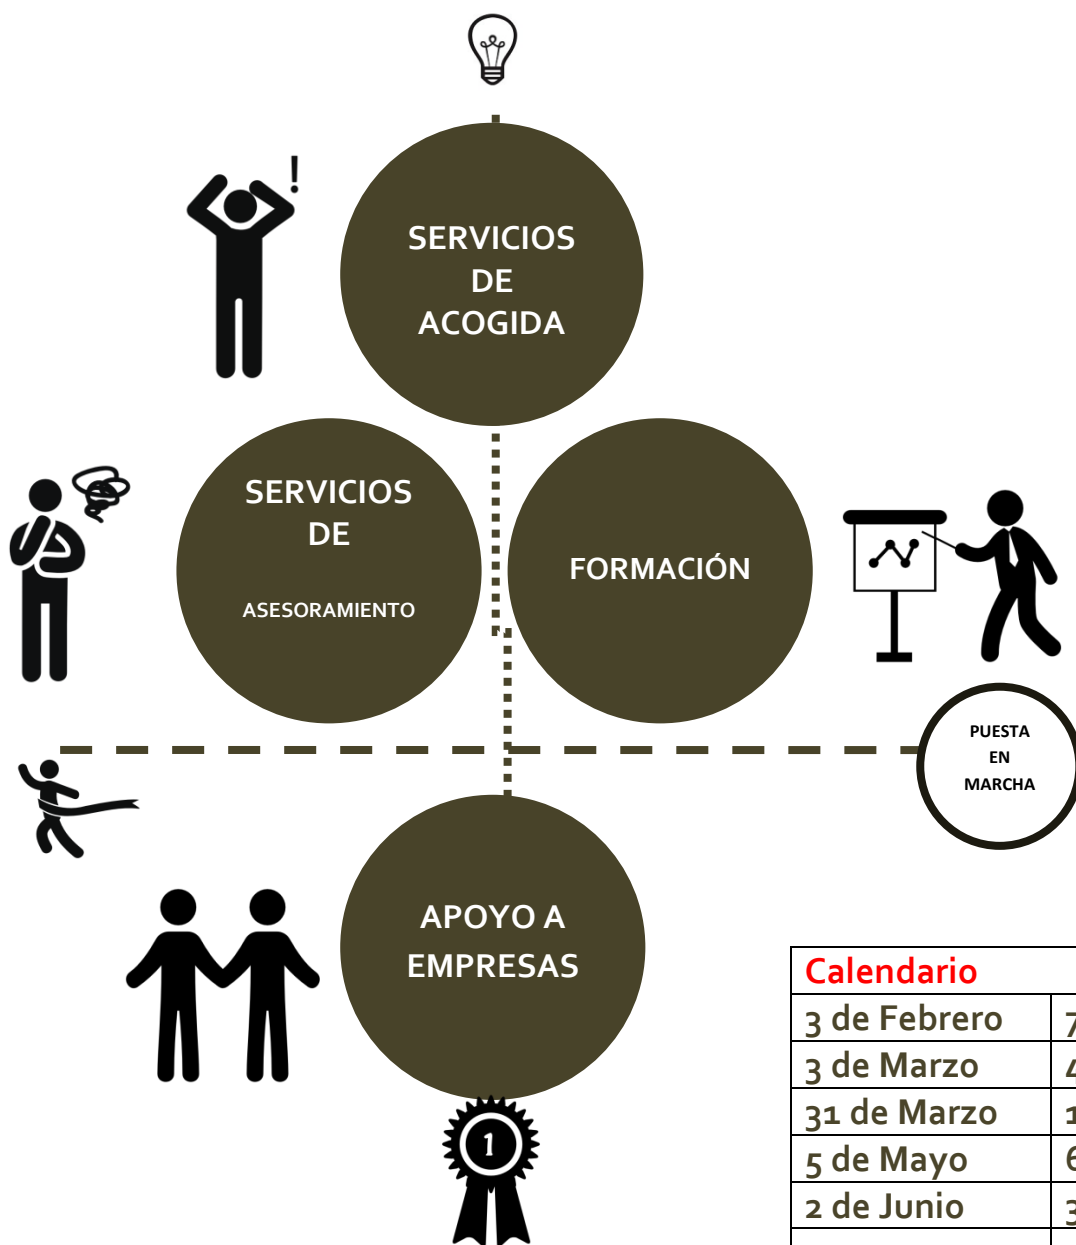 !
SERVICIOS
DE
ACOGIDA
SERVICIOS
DE
ASESORAMIENTO
FORMACIÓN
PUESTA
EN
MARCHA
APOYO A
EMPRESAS
1
Calendario
3 de Febrero
3 de Marzo
31 de Marzo
5 de Mayo
2 de Junio